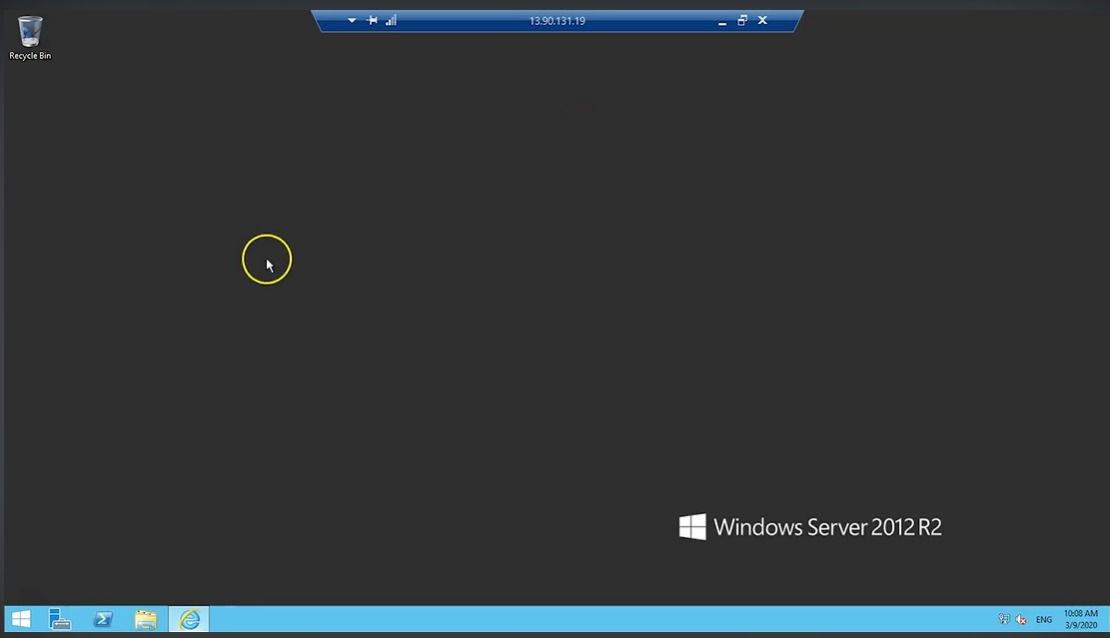 13.90.131.19
Recycle Bin
Windows Server 2012 R2
ENG
10:08 AM
3/9/2020